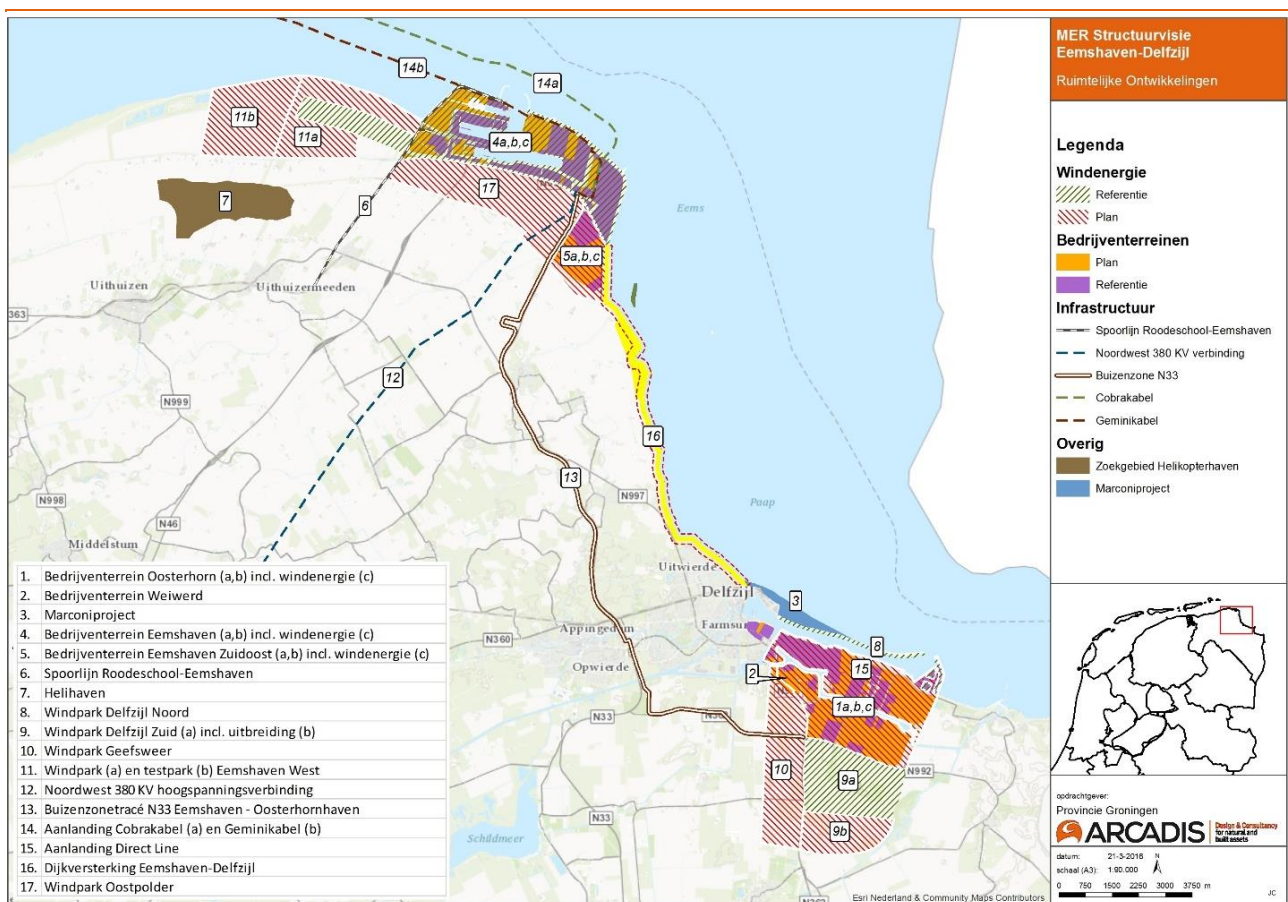 MER Structuurvisie
Eemshaven-Delfzijl
Ruimtelijke Ontwikkelingen
Legenda
Windenergie
Referentie
Plan
Bedrijventerreinen
Plan
Referentie
Infrastructuur
Spoorlijn Roodeschool-Eemshaven
Noordwest 380 KV verbinding
Buizenzone N33
Cobrakabel
Geminikabel
Overig
Zoekgebied Helikopterhaven
Marconiproject
opdrachtgever:
Provincie Groningen
ARCADIS
Design & Consultancy
for natural and
built assets
datum: 21-3-2016
schaal (A3): 1:90.000
N
0 750 1500 2250 3000 3750 m
JC
14b
14a
11b
11a
4a,b,c
17
7
6
Eems
5a,b,c
Uithuizen
Uithuizermeeden
363
12
N999
16
13
N997
N998
N46
Paap
Middelstum
Uitwierde
Delfzijl
3
Appingedam
Farmsum
N360
8
Opwierde
2
15
1a,b,c
N33
10
9a
N992
N33
9b
Schildmeer
N362
1. Bedrijventerrein Oosterhorn (a,b) incl. windenergie (c)
2. Bedrijventerrein Weiwerd
3. Marconiproject
4. Bedrijventerrein Eemshaven (a,b) incl. windenergie (c)
5. Bedrijventerrein Eemshaven Zuidoost (a,b) incl. windenergie (c)
6. Spoorlijn Roodeschool-Eemshaven
7. Helihaven
8. Windpark Delfzijl Noord
9. Windpark Delfzijl Zuid (a) incl. uitbreiding (b)
10. Windpark Geefsweer
11. Windpark (a) en testpark (b) Eemshaven West
12. Noordwest 380 KV hoogspanningsverbinding
13. Buizenzonetracé N33 Eemshaven - Oosterhornhaven
14. Aanlanding Cobrakabel (a) en Geminikabel (b)
15. Aanlanding Direct Line
16. Dijkversterking Eemshaven-Delfzijl
17. Windpark Oostpolder
Esri Nederland & Community Maps Contributors